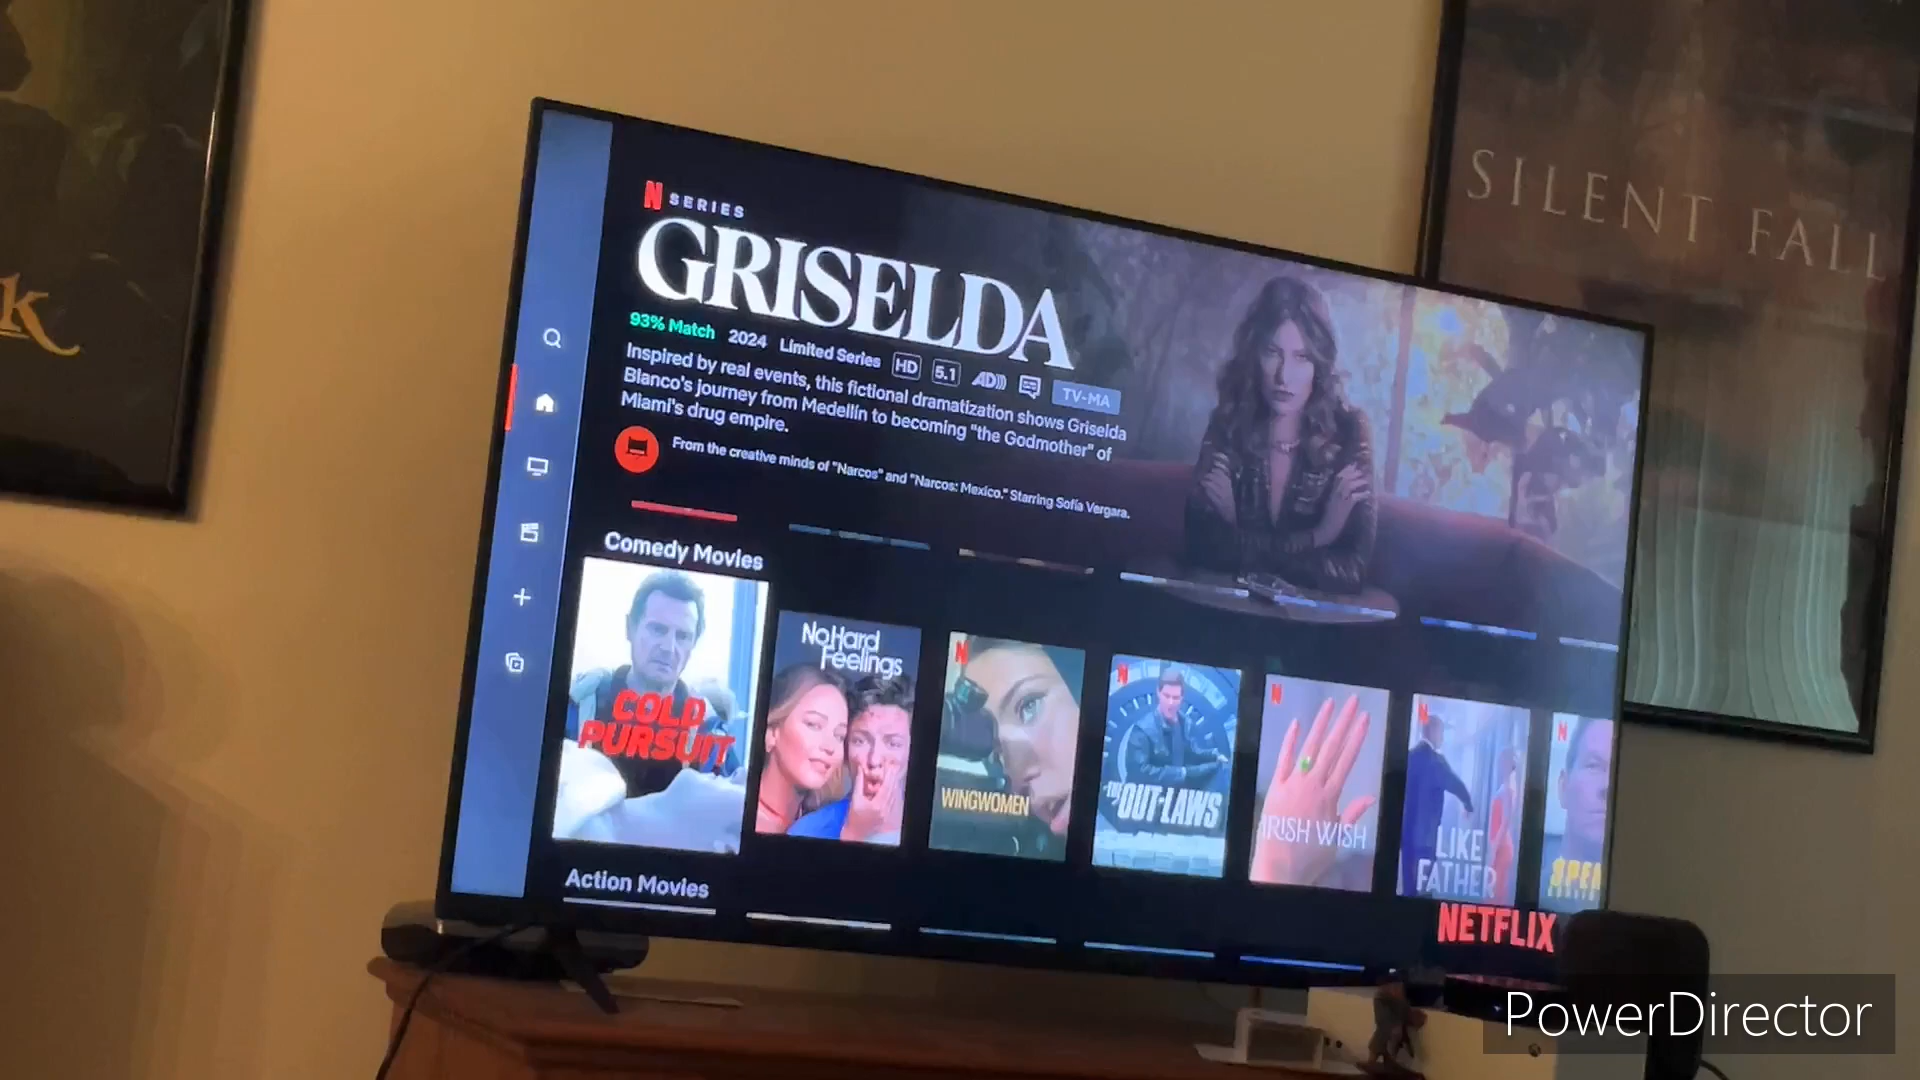 K
SILENT FALL
N SERIES
GRISELDA
93% Match 2024 Limited Series HD 5.1 AD))) TV-MA
Inspired by real events, this fictional dramatization shows Griselda
Blanco's journey from Medellín to becoming "the Godmother" of
Miami's drug empire.
From the creative minds of "Narcos" and "Narcos: Mexico." Starring Sofía Vergara.
Comedy Movies
COLD
PURSUIT
No Hard
Feelings
N
WINGWOMEN
N
THE OUT-LAWS
N
IRISH WISH
N
LIKE
FATHER
N
SPEN
Action Movies
NETFLIX
PowerDirector